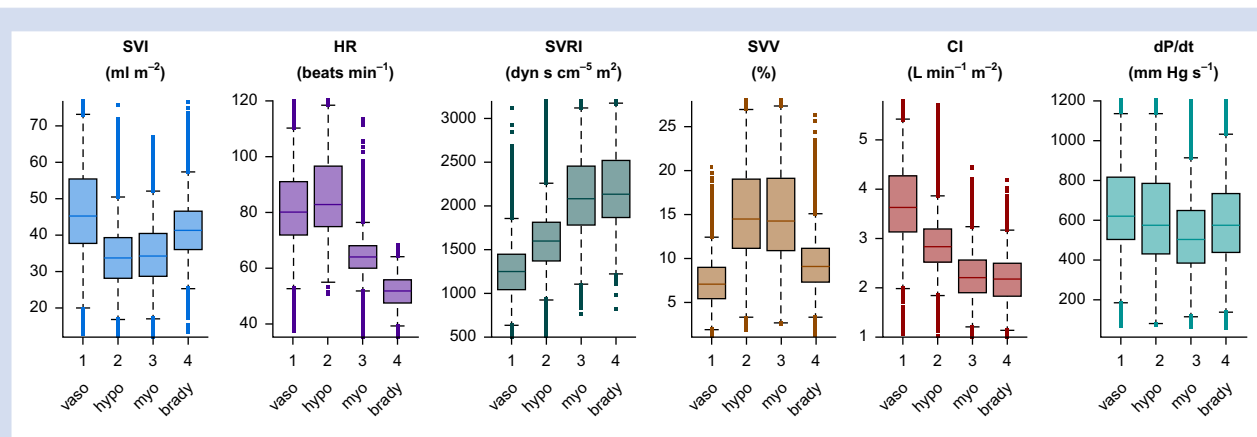 SVI
(ml m⁻²)
70
60
50
40
30
20
1 2 3 4
vaso hypo myo brady
HR
(beats min⁻¹)
120
100
80
60
40
1 2 3 4
vaso hypo myo brady
SVRI
(dyn s cm⁻⁵ m²)
3000
2500
2000
1500
1000
500
1 2 3 4
vaso hypo myo brady
SVV
(%)
25
20
15
10
5
1 2 3 4
vaso hypo myo brady
CI
(L min⁻¹ m⁻²)
5
4
3
2
1
1 2 3 4
vaso hypo myo brady
dP/dt
(mm Hg s⁻¹)
1200
1000
800
600
400
200
1 2 3 4
vaso hypo myo brady